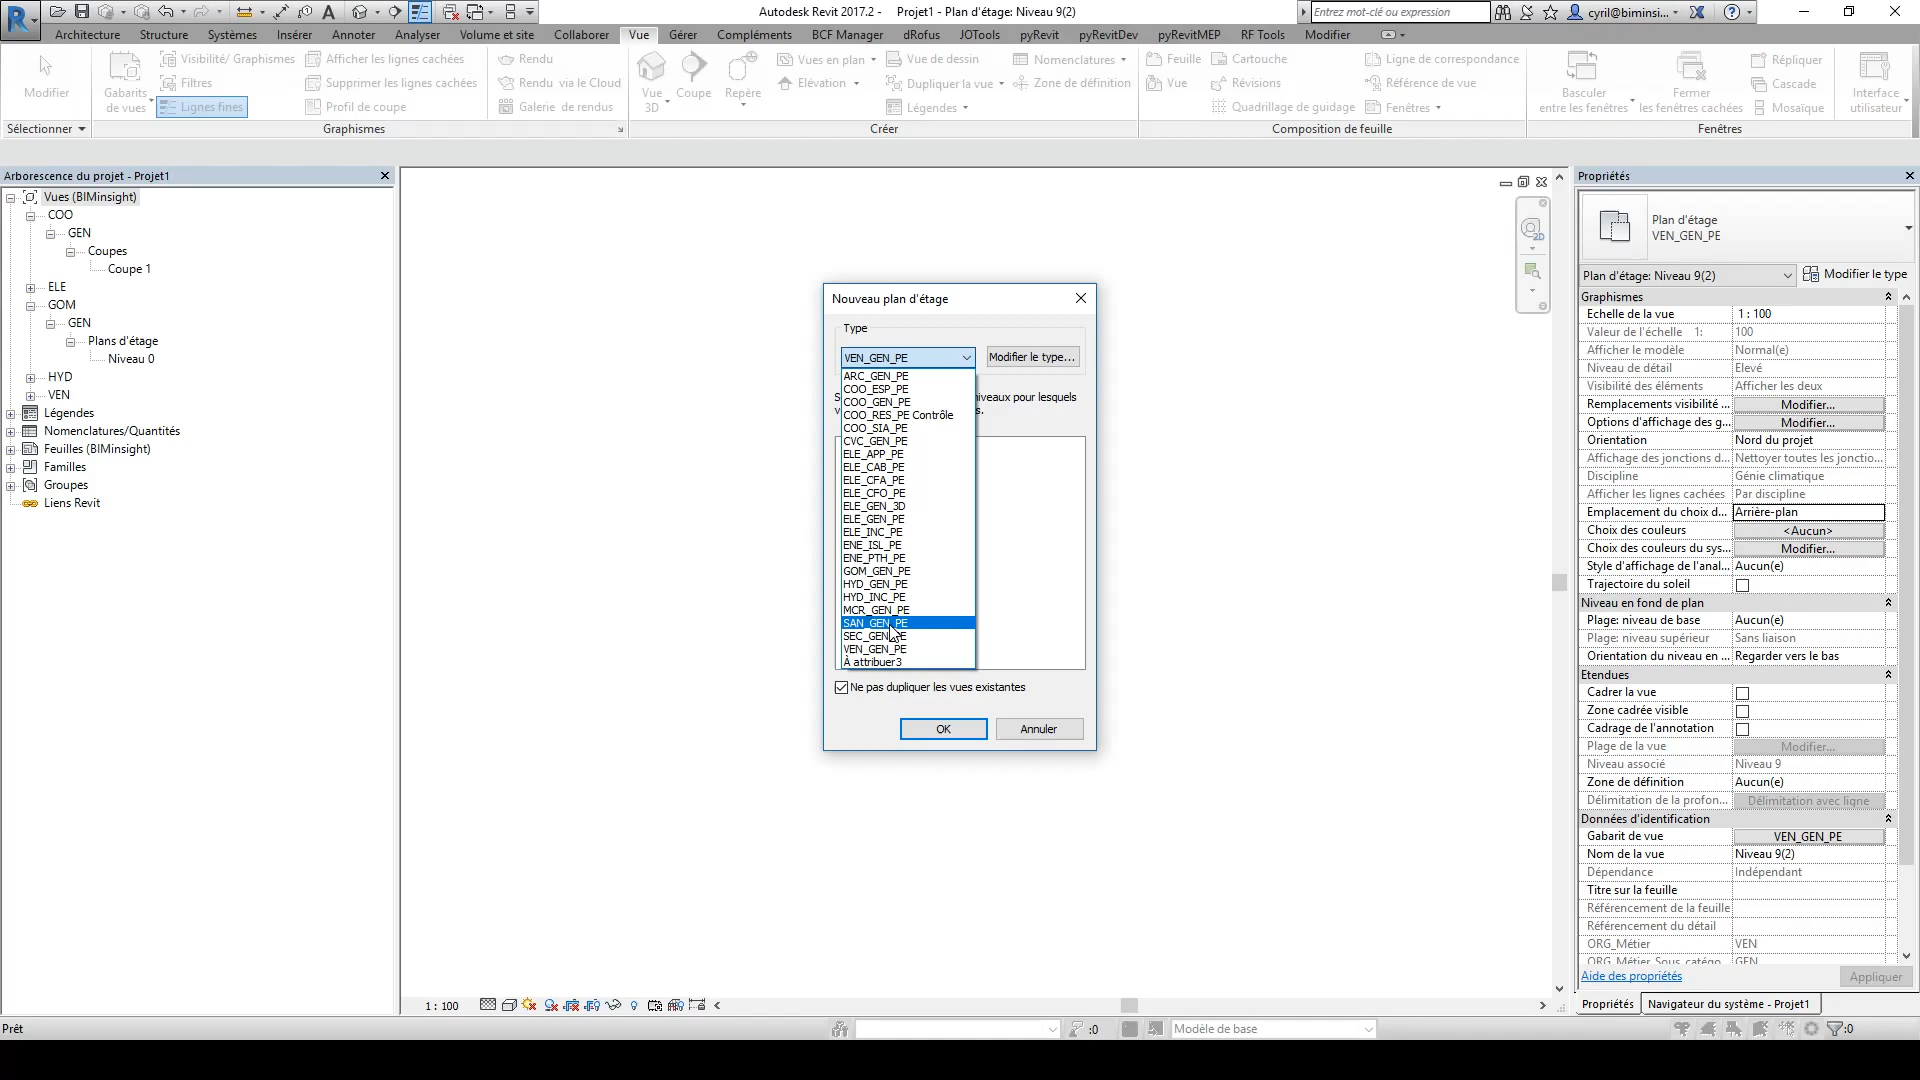 Autodesk Revit 2017.2 - Projet1 - Plan d'étage: Niveau 9(2)
Entrez mot-clé ou expression
cyril@biminsi...
Architecture Structure Systèmes Insérer Annoter Analyser Volume et site Collaborer Vue Gérer Compléments BCF Manager dRofus JOTools pyRevit pyRevitDev pyRevitMEP RF Tools Modifier
Modifier
Gabarits de vues
Visibilité/ Graphismes
Filtres
Lignes fines
Afficher les lignes cachées
Supprimer les lignes cachées
Profil de coupe
Rendu
Rendu via le Cloud
Galerie de rendus
Vue 3D
Coupe
Repère
Vues en plan
Elévation
Vue de dessin
Dupliquer la vue
Légendes
Nomenclatures
Zone de définition
Feuille
Vue
Cartouche
Révisions
Quadrillage de guidage
Ligne de correspondance
Référence de vue
Fenêtres
Basculer entre les fenêtres
Fermer les fenêtres cachées
Répliquer
Cascade
Mosaïque
Interface utilisateur
Sélectionner
Graphismes
Créer
Composition de feuille
Fenêtres
Arborescence du projet - Projet1
Vues (BIMinsight)
COO
GEN
Coupes
Coupe 1
ELE
GOM
GEN
Plans d'étage
Niveau 0
HYD
VEN
Légendes
Nomenclatures/Quantités
Feuilles (BIMinsight)
Familles
Groupes
Liens Revit
Nouveau plan d'étage
Type
VEN_GEN_PE
Modifier le type...
S
iveaux pour lesquels
v
s.
ARC_GEN_PE
COO_ESP_PE
COO_GEN_PE
COO_RES_PE Contrôle
COO_SIA_PE
CVC_GEN_PE
ELE_APP_PE
ELE_CAB_PE
ELE_CFA_PE
ELE_CFO_PE
ELE_GEN_3D
ELE_GEN_PE
ELE_INC_PE
ENE_ISL_PE
ENE_PTH_PE
GOM_GEN_PE
HYD_GEN_PE
HYD_INC_PE
MCR_GEN_PE
SAN_GEN_PE
SEC_GEN_PE
VEN_GEN_PE
À attribuer3
Ne pas dupliquer les vues existantes
OK
Annuler
2D
Propriétés
Plan d'étage
VEN_GEN_PE
Plan d'étage: Niveau 9(2)
Modifier le type
Graphismes
Echelle de la vue 1 : 100
Valeur de l'échelle 1: 100
Afficher le modèle Normal(e)
Niveau de détail Elevé
Visibilité des éléments Afficher les deux
Remplacements visibilité ... Modifier...
Options d'affichage des g... Modifier...
Orientation Nord du projet
Affichage des jonctions d... Nettoyer toutes les jonctio...
Discipline Génie climatique
Afficher les lignes cachées Par discipline
Emplacement du choix d... Arrière-plan
Choix des couleurs <Aucun>
Choix des couleurs du sys... Modifier...
Style d'affichage de l'anal... Aucun(e)
Trajectoire du soleil
Niveau en fond de plan
Plage: niveau de base Aucun(e)
Plage: niveau supérieur Sans liaison
Orientation du niveau en ... Regarder vers le bas
Etendues
Cadrer la vue
Zone cadrée visible
Cadrage de l'annotation
Plage de la vue Modifier...
Niveau associé Niveau 9
Zone de définition Aucun(e)
Délimitation de la profon... Délimitation avec ligne
Données d'identification
Gabarit de vue VEN_GEN_PE
Nom de la vue Niveau 9(2)
Dépendance Indépendant
Titre sur la feuille
Référencement de la feuille
Référencement du détail
ORG_Métier VEN
ORG_Métier_Sous_catégo... GEN
Aide des propriétés
Appliquer
Propriétés
Navigateur du système - Projet1
1 : 100
Prêt
:0
Modèle de base
:0